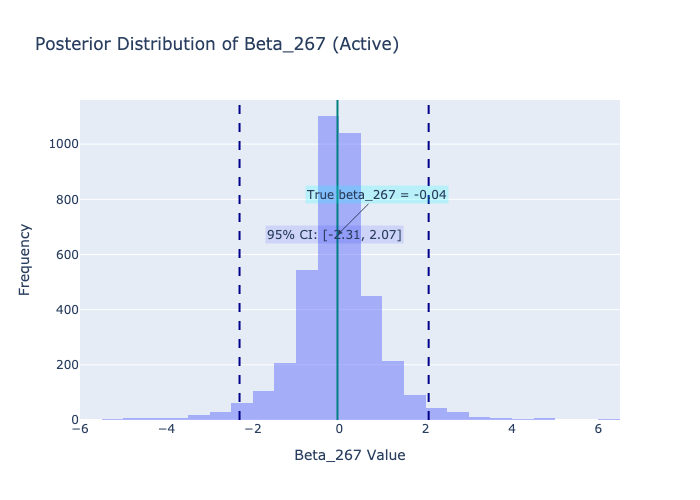 Posterior Distribution of Beta_267 (Active)
1000
800
600
400
200
0
Frequency
True beta_267 = -0.04
95% CI: [-2.31, 2.07]
−6
−4
−2
0
2
4
6
Beta_267 Value